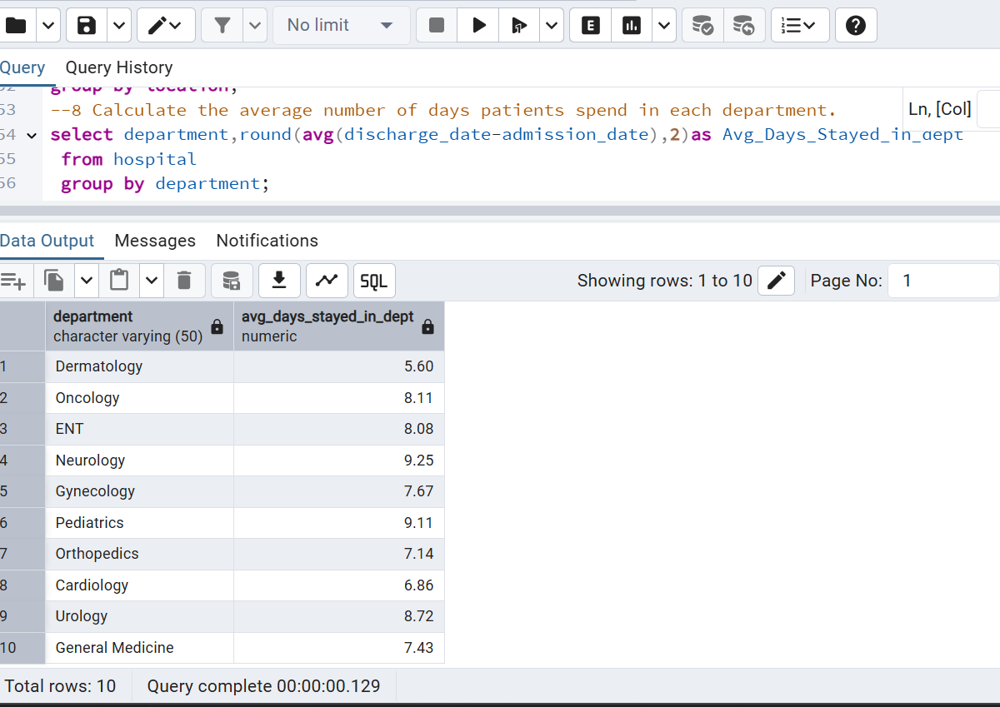 No limit
E
Query Query History
group by location;
53 --8 Calculate the average number of days patients spend in each department.
Ln, [Col]
54 select department,round(avg(discharge_date-admission_date),2)as Avg_Days_Stayed_in_dept
55 from hospital
56 group by department;
Data Output Messages Notifications
SQL
Showing rows: 1 to 10
Page No: 1
department avg_days_stayed_in_dept
character varying (50) numeric
1 Dermatology 5.60
2 Oncology 8.11
3 ENT 8.08
4 Neurology 9.25
5 Gynecology 7.67
6 Pediatrics 9.11
7 Orthopedics 7.14
8 Cardiology 6.86
9 Urology 8.72
10 General Medicine 7.43
Total rows: 10 Query complete 00:00:00.129